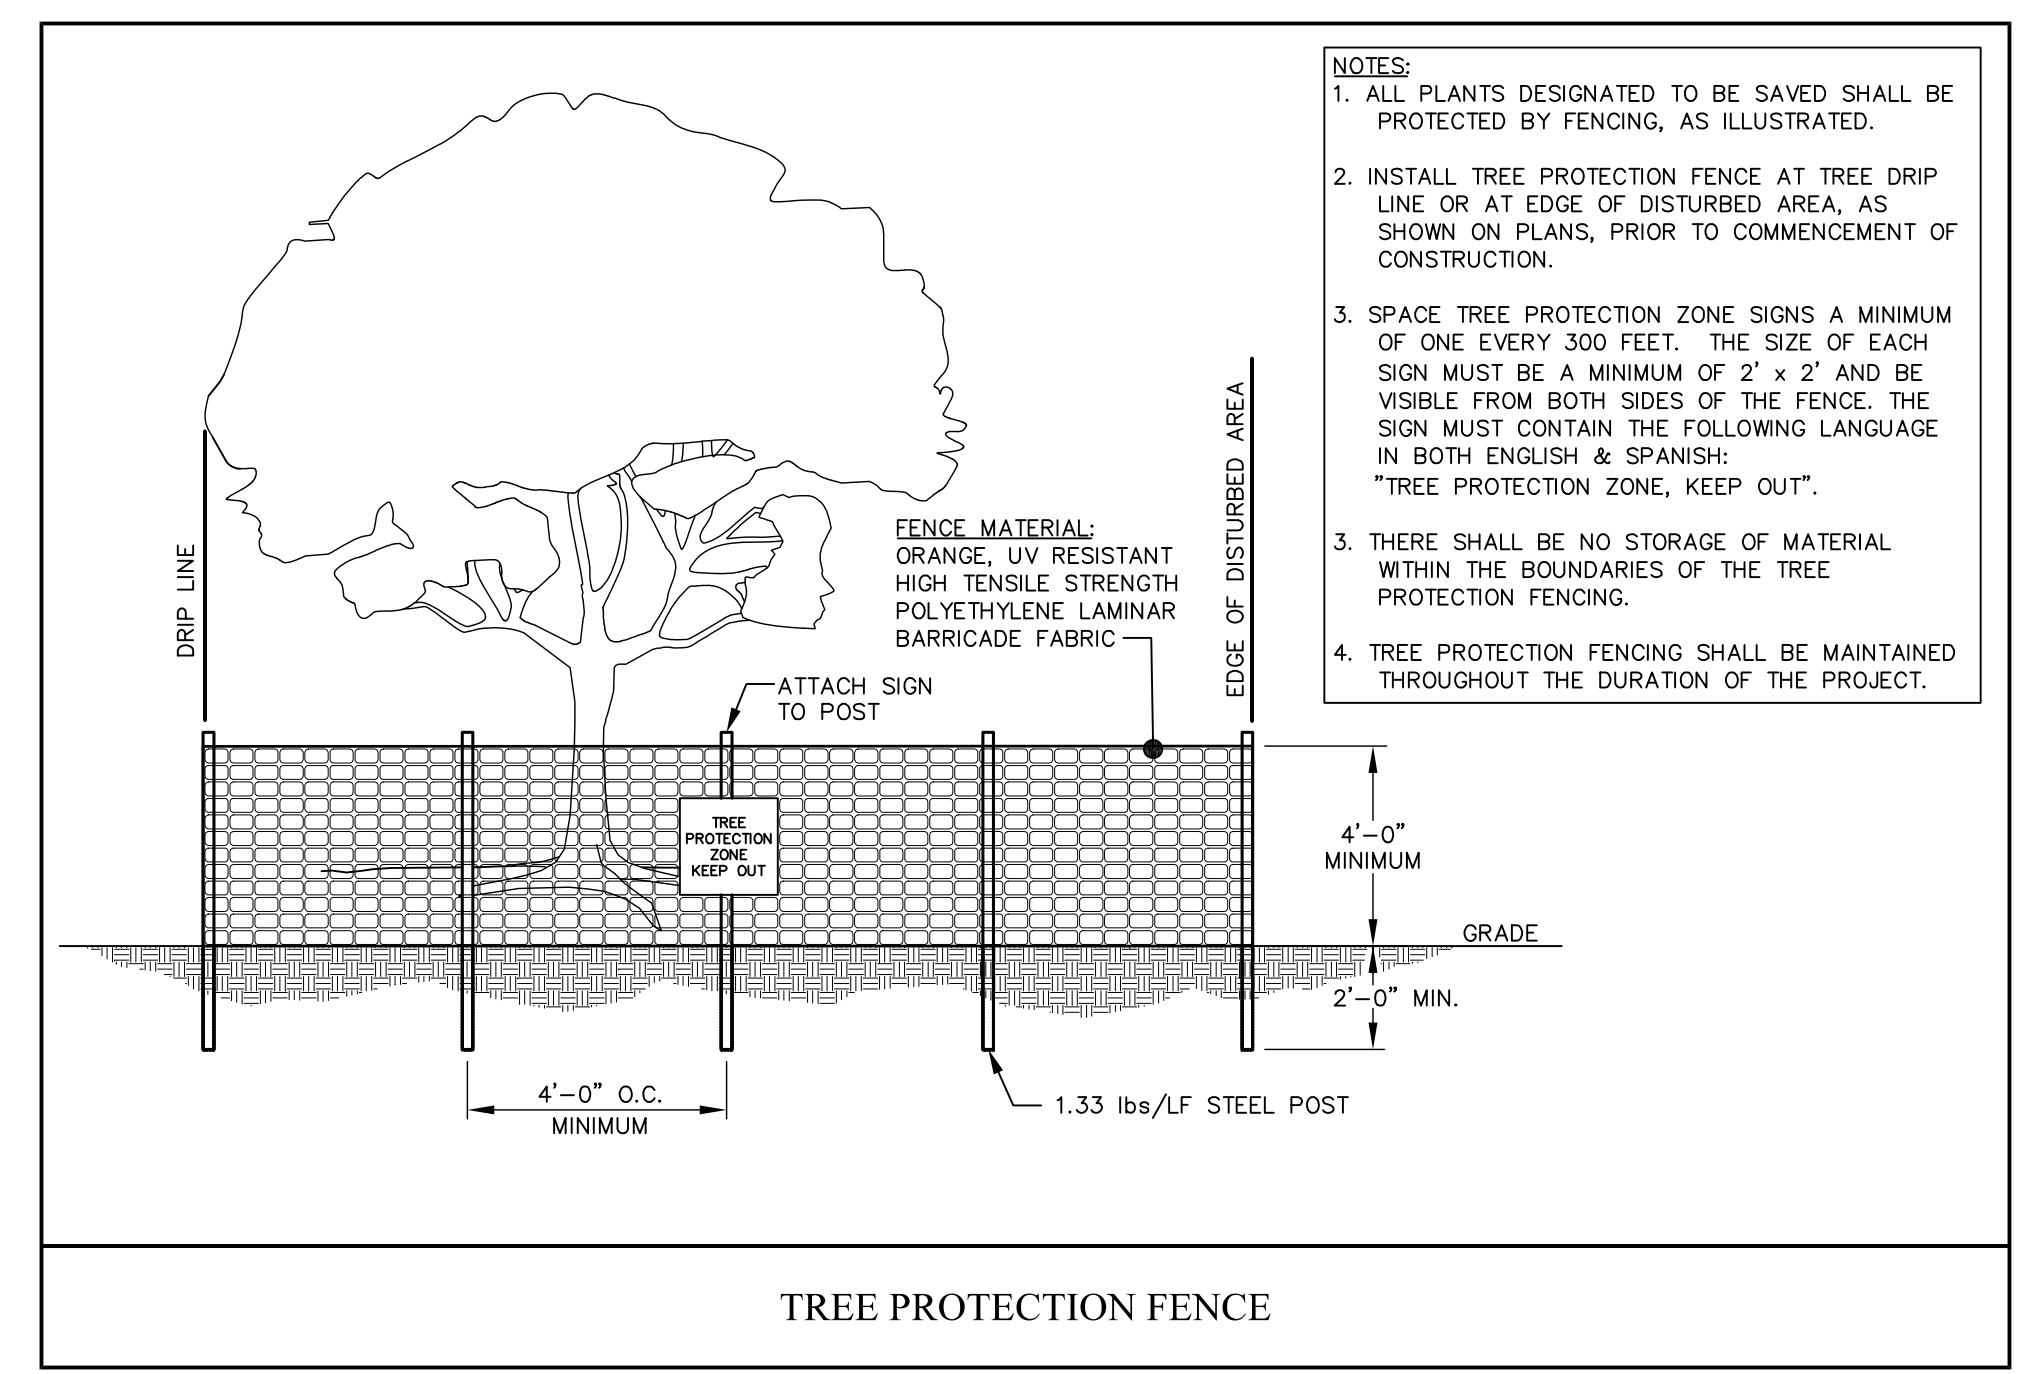 NOTES:
1. ALL PLANTS DESIGNATED TO BE SAVED SHALL BE
PROTECTED BY FENCING, AS ILLUSTRATED.
2. INSTALL TREE PROTECTION FENCE AT TREE DRIP
LINE OR AT EDGE OF DISTURBED AREA, AS
SHOWN ON PLANS, PRIOR TO COMMENCEMENT OF
CONSTRUCTION.
3. SPACE TREE PROTECTION ZONE SIGNS A MINIMUM
OF ONE EVERY 300 FEET. THE SIZE OF EACH
SIGN MUST BE A MINIMUM OF 2' x 2' AND BE
VISIBLE FROM BOTH SIDES OF THE FENCE. THE
SIGN MUST CONTAIN THE FOLLOWING LANGUAGE
IN BOTH ENGLISH & SPANISH:
"TREE PROTECTION ZONE, KEEP OUT".
3. THERE SHALL BE NO STORAGE OF MATERIAL
WITHIN THE BOUNDARIES OF THE TREE
PROTECTION FENCING.
4. TREE PROTECTION FENCING SHALL BE MAINTAINED
THROUGHOUT THE DURATION OF THE PROJECT.
DRIP LINE
EDGE OF DISTURBED AREA
FENCE MATERIAL:
ORANGE, UV RESISTANT
HIGH TENSILE STRENGTH
POLYETHYLENE LAMINAR
BARRICADE FABRIC
ATTACH SIGN
TO POST
TREE
PROTECTION
ZONE
KEEP OUT
4'-0"
MINIMUM
GRADE
2'-0" MIN.
4'-0" O.C.
MINIMUM
1.33 lbs/LF STEEL POST
TREE PROTECTION FENCE